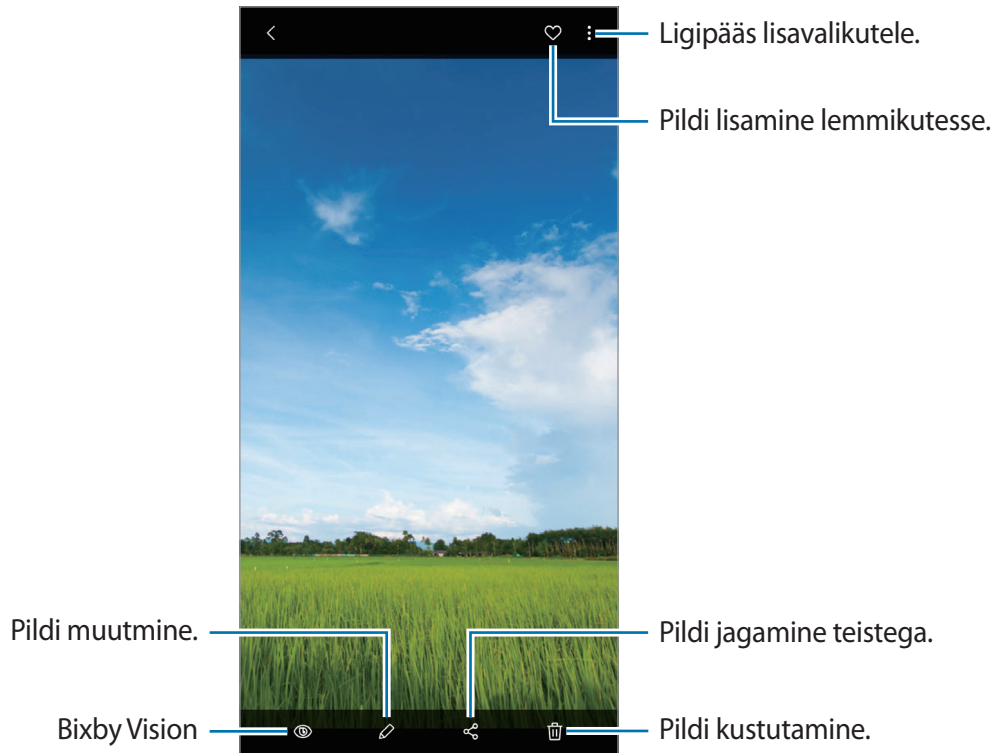 Ligipääs lisavalikutele.
Pildi lisamine lemmikutesse.
Pildi muutmine.
Pildi jagamine teistega.
Bixby Vision
Pildi kustutamine.